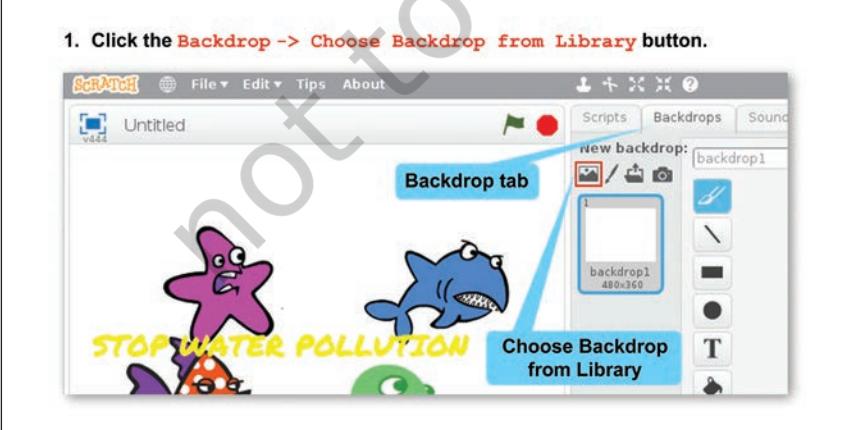 1. Click the Backdrop -> Choose Backdrop from Library button.
SCRATCH File Edit Tips About
Untitled
v444
Scripts Backdrops Sound
New backdrop:
backdrop1
Backdrop tab
1
backdrop1
480x360
STOP WATER POLLUTION
Choose Backdrop
from Library
T
not to